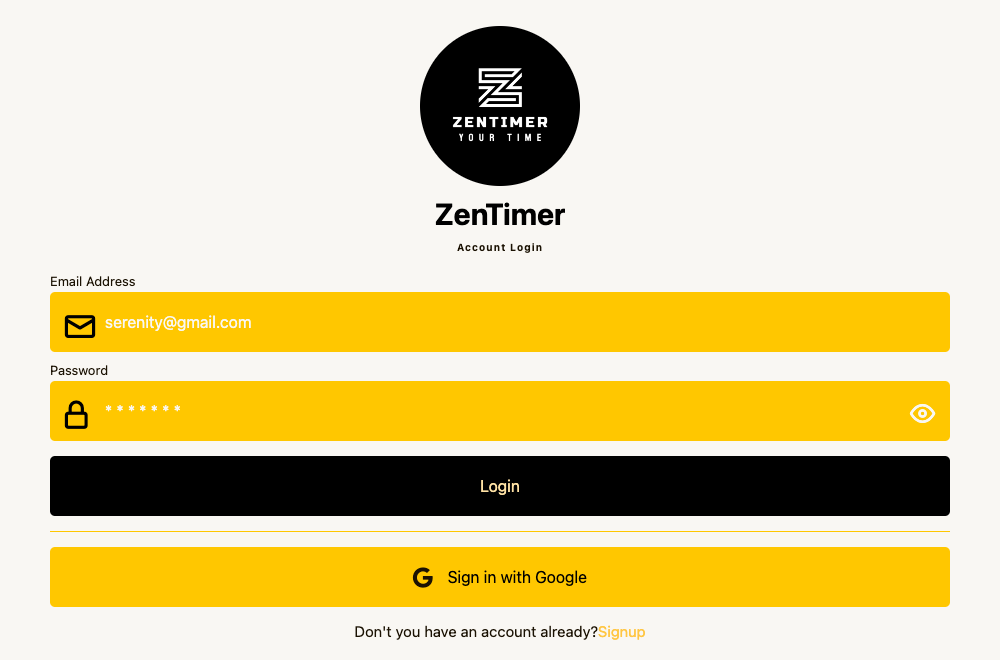 ZENTIMER
YOUR TIME
ZenTimer
Account Login
Email Address
serenity@gmail.com
Password
* * * * * * *
Login
Sign in with Google
Don't you have an account already?Signup